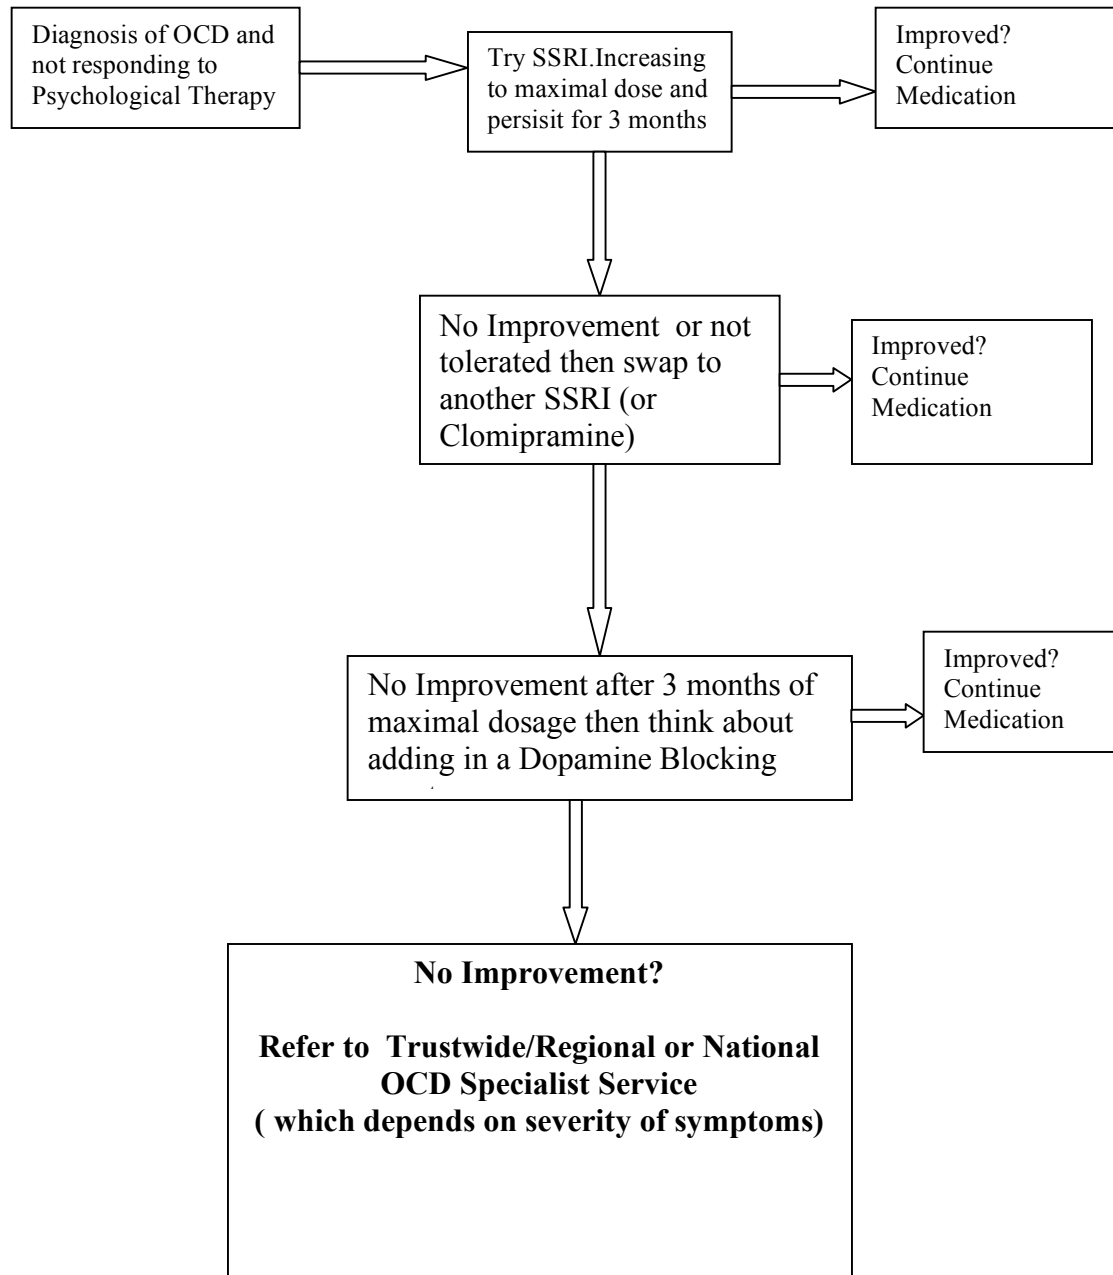 Diagnosis of OCD and
not responding to
Psychological Therapy
Try SSRI.Increasing
to maximal dose and
persisit for 3 months
Improved?
Continue
Medication
No Improvement or not
tolerated then swap to
another SSRI (or
Clomipramine)
Improved?
Continue
Medication
No Improvement after 3 months of
maximal dosage then think about
adding in a Dopamine Blocking
Improved?
Continue
Medication
No Improvement?
Refer to Trustwide/Regional or National
OCD Specialist Service
( which depends on severity of symptoms)